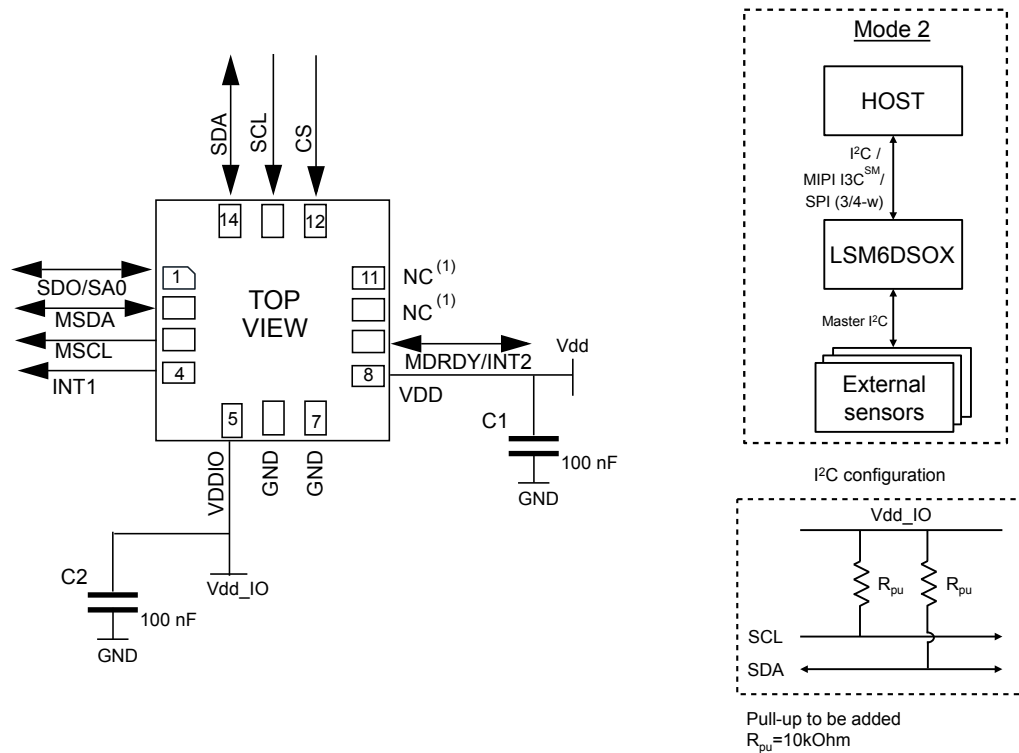 SDA
SCL
CS
14
12
1
11
NC (1)
SDO/SA0
TOP
VIEW
NC (1)
MSDA
MSCL
MDRDY/INT2
Vdd
4
8
INT1
VDD
5
7
C1
100 nF
GND
VDDIO
GND
GND
C2
Vdd_IO
100 nF
GND
Mode 2
HOST
I²C /
MIPI I3C SM/
SPI (3/4-w)
LSM6DSOX
Master I²C
External
sensors
I²C configuration
Vdd_IO
Rpu
Rpu
SCL
SDA
Pull-up to be added
Rpu=10kOhm